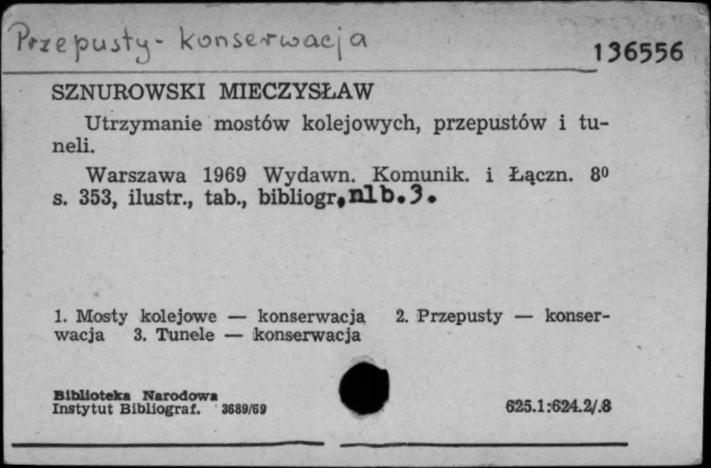 Przepusty - konserwacja
136556
SZNUROWSKI MIECZYSŁAW
Utrzymanie mostów kolejowych, przepustów i tu-
neli.
Warszawa 1969 Wydawn. Komunik. i Łączn. 8⁰
s. 353, ilustr., tab., bibliogr, nlb. 3.
1. Mosty kolejowe — konserwacja 2. Przepusty — konser-
wacja 3. Tunele — konserwacja
Biblioteka Narodowa
Instytut Bibliograf. 3689/69
625.1:624.2/.8